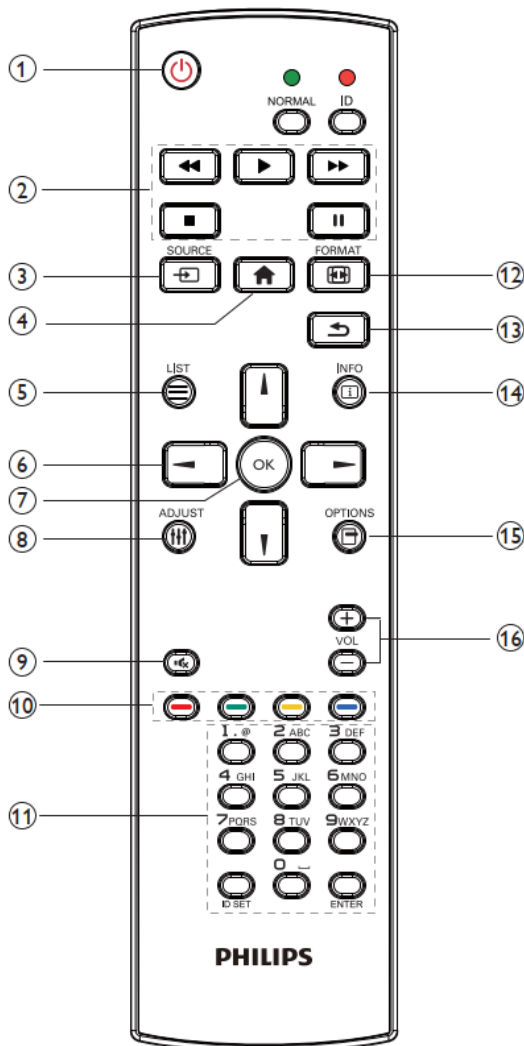 1
NORMAL ID
2
SOURCE FORMAT
3 12
4 13
LIST INFO
5 14
6 OK
7
ADJUST OPTIONS
8 15
+
VOL 16
9 −
10
1.@ 2 ABC 3 DEF
4 GHI 5 JKL 6 MNO
11
7 PQRS 8 TUV 9 WXYZ
0 ⎵
ID SET ENTER
PHILIPS